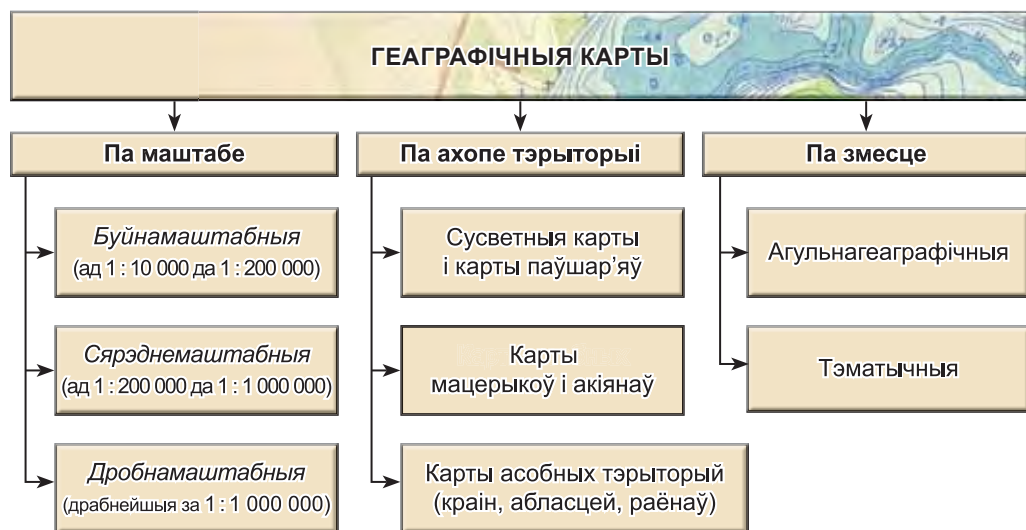 ГЕАГРАФІЧНЫЯ КАРТЫ
Па маштабе
Буйнамаштабныя
(ад 1 : 10 000 да 1 : 200 000)
Сярэднемаштабныя
(ад 1 : 200 000 да 1 : 1 000 000)
Дробнамаштабныя
(драбнейшыя за 1 : 1 000 000)
Па ахопе тэрыторыі
Сусветныя карты
і карты паўшар’яў
Карты
мацерыкоў і акіянаў
Карты асобных тэрыторый
(краін, абласцей, раёнаў)
Па змесце
Агульнагеаграфічныя
Тэматычныя